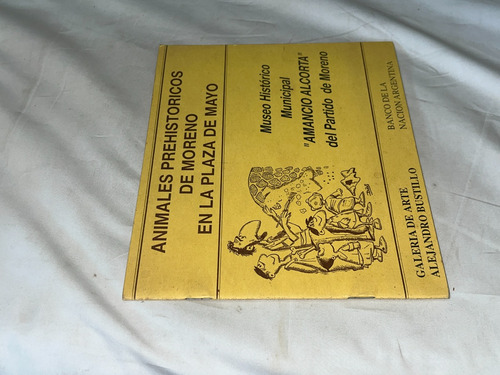 ANIMALES PREHISTORICOS
DE MORENO
EN LA PLAZA DE MAYO
Museo Histórico
Municipal
"AMANCIO ALCORTA"
del Partido de Moreno
GALERIA DE ARTE
ALEJANDRO BUSTILLO
BANCO DE LA
NACION ARGENTINA